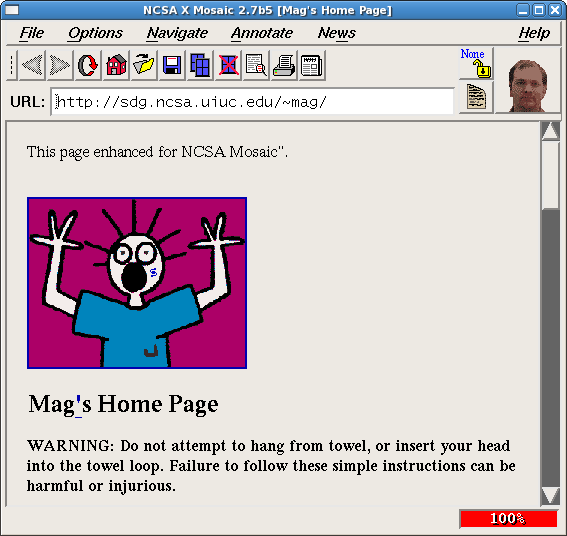 NCSA X Mosaic 2.7b5 [Mag's Home Page]
File Options Navigate Annotate News Help
None
URL: http://sdg.ncsa.uiuc.edu/~mag/
This page enhanced for NCSA Mosaic".
Mag's Home Page
WARNING: Do not attempt to hang from towel, or insert your head
into the towel loop. Failure to follow these simple instructions can be
harmful or injurious.
100%